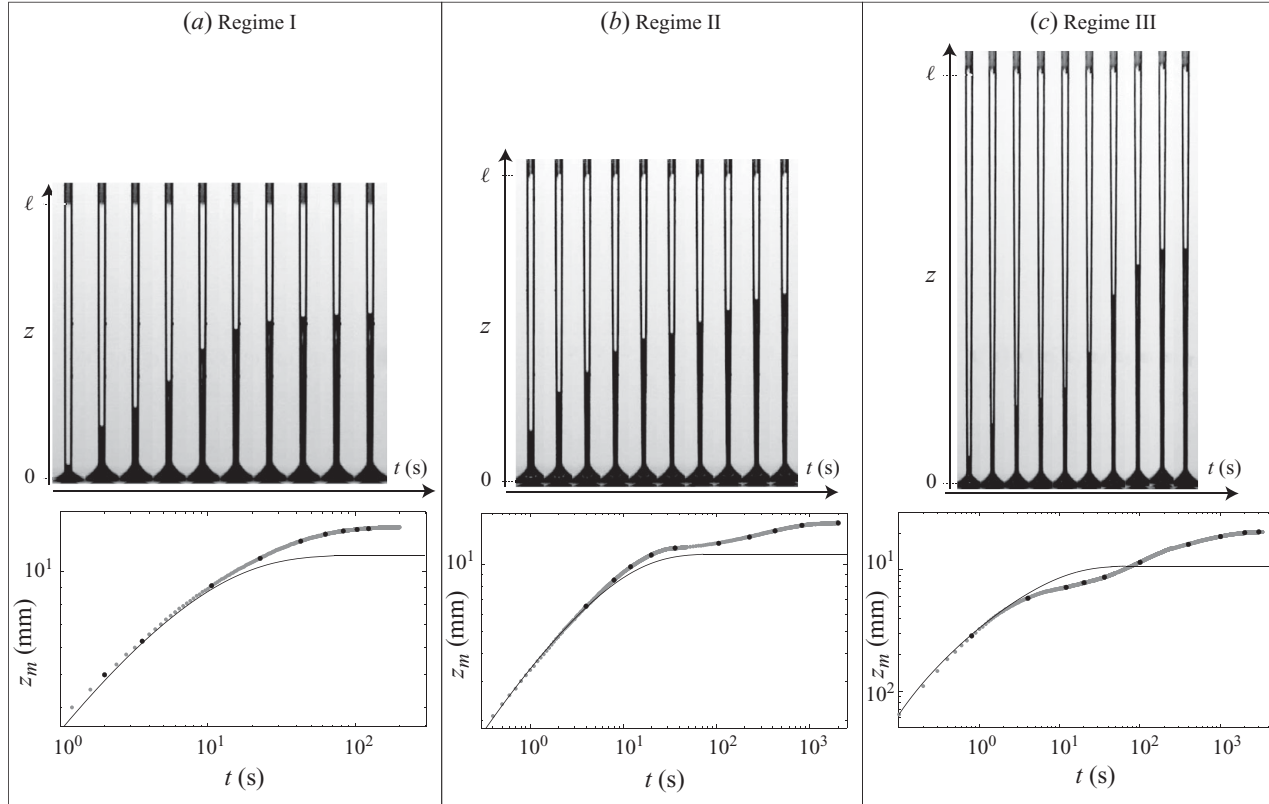 (a) Regime I
ℓ
z
0
t (s)
10¹
z_m (mm)
10⁰
10¹
10²
t (s)
(b) Regime II
ℓ
z
0
t (s)
10¹
z_m (mm)
10⁰
10¹
10²
10³
t (s)
(c) Regime III
ℓ
z
0
t (s)
10¹
10²
z_m (mm)
10⁰
10¹
10²
10³
t (s)